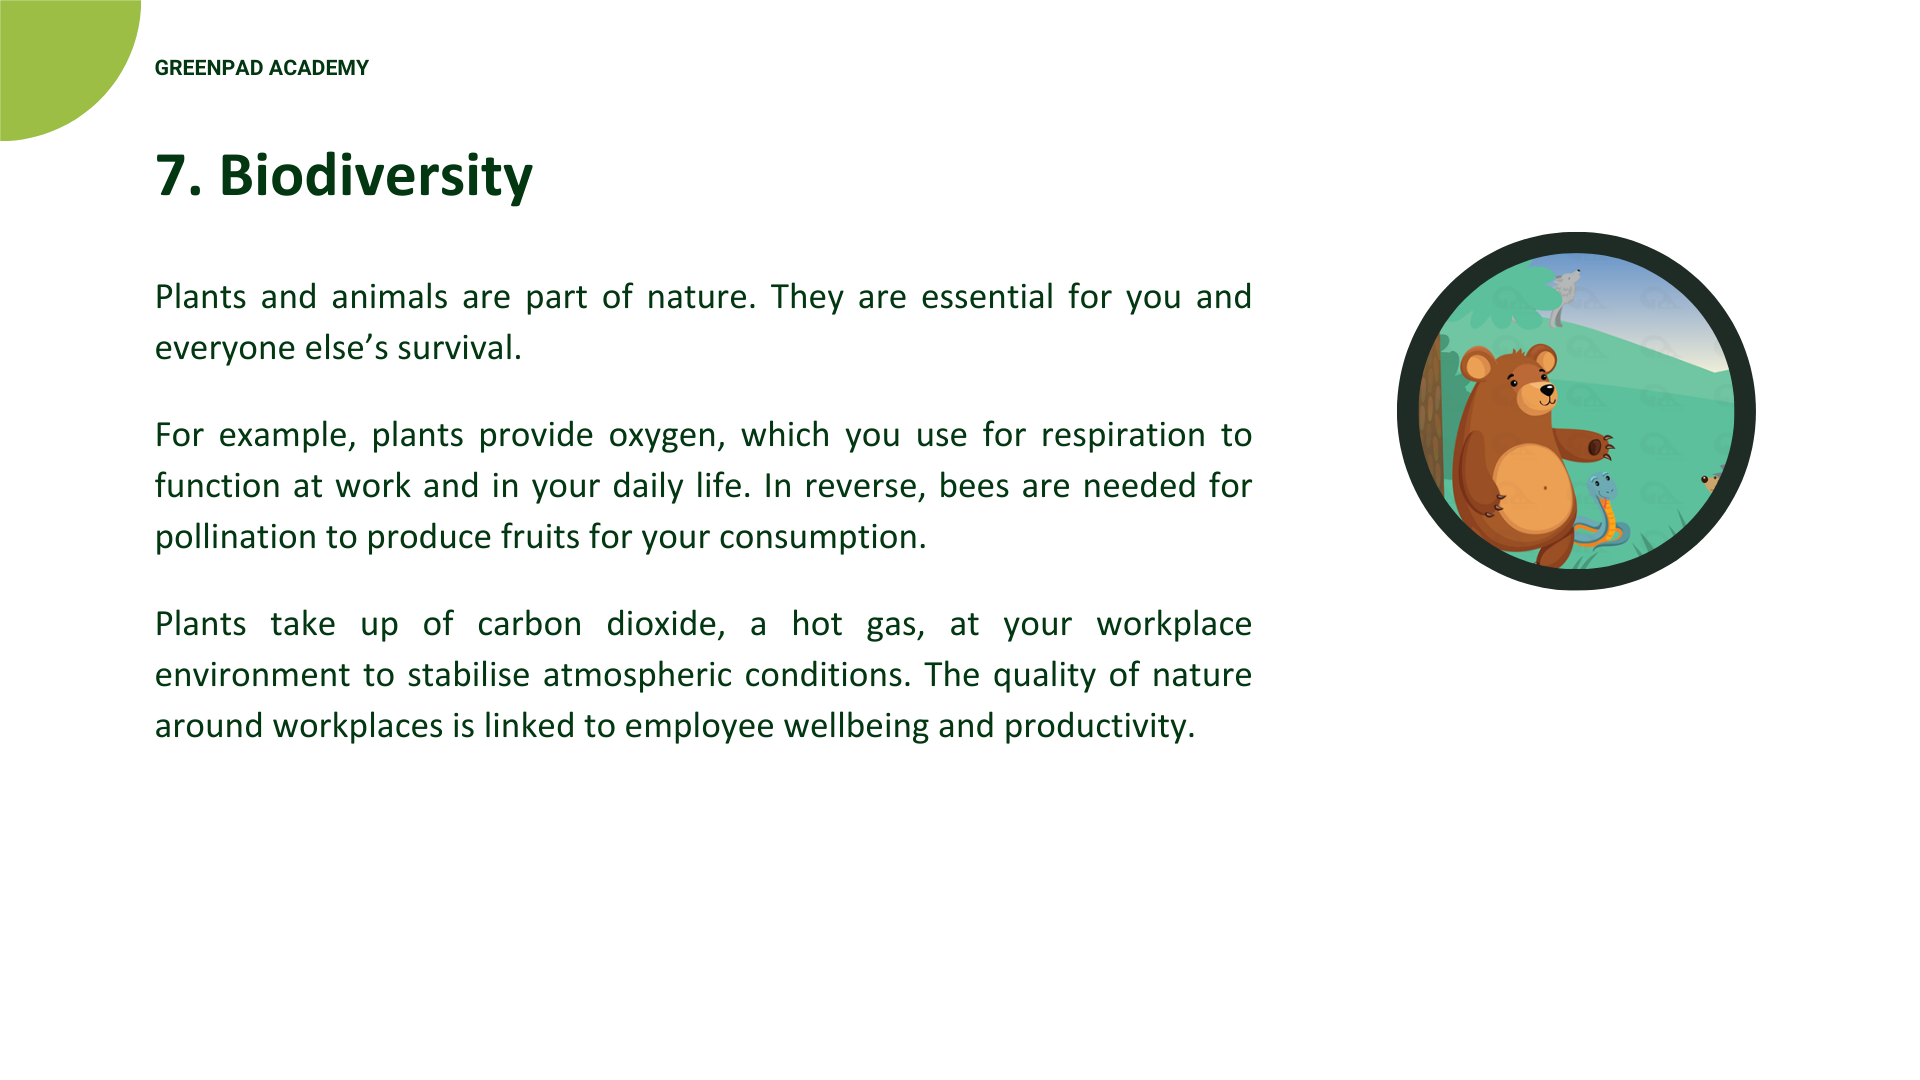 GREENPAD ACADEMY
7. Biodiversity
Plants and animals are part of nature. They are essential for you and
everyone else’s survival.
For example, plants provide oxygen, which you use for respiration to
function at work and in your daily life. In reverse, bees are needed for
pollination to produce fruits for your consumption.
Plants take up of carbon dioxide, a hot gas, at your workplace
environment to stabilise atmospheric conditions. The quality of nature
around workplaces is linked to employee wellbeing and productivity.